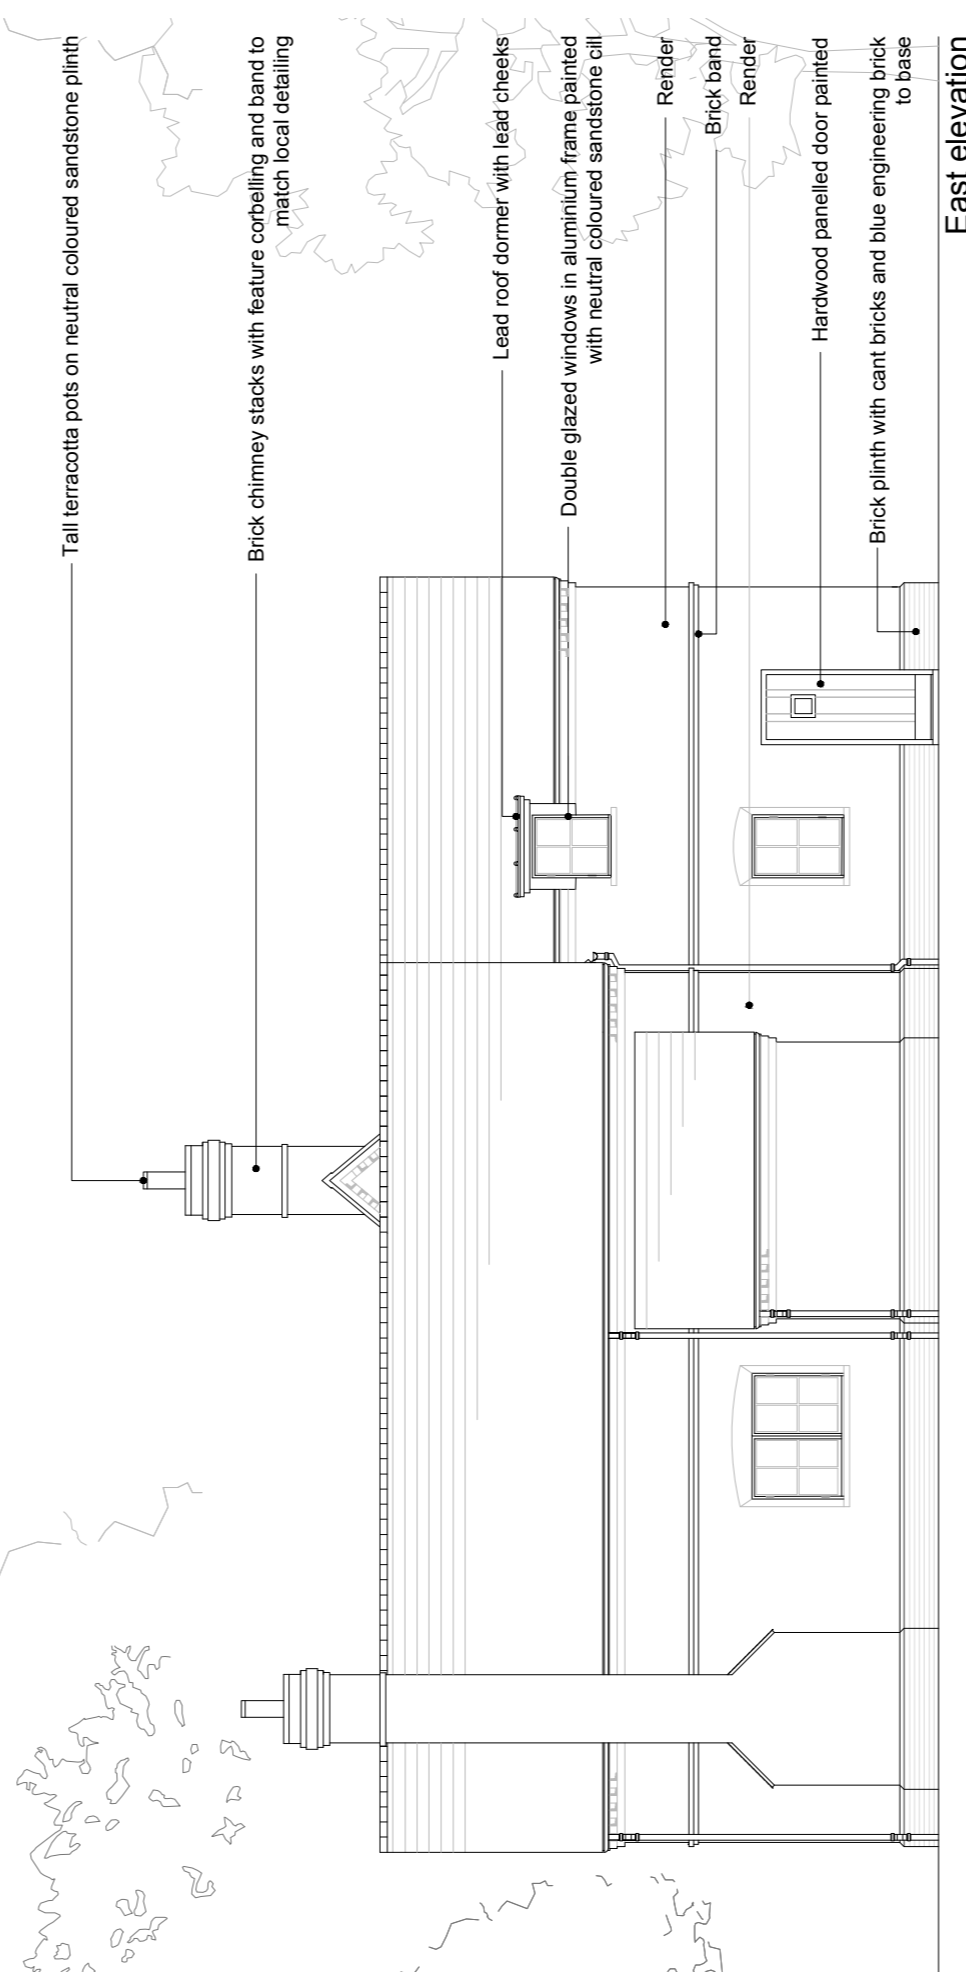 Tall terracotta pots on neutral coloured sandstone plinth
Brick chimney stacks with feature corbelling and band to
match local detailing
Lead roof dormer with lead cheeks
Double glazed windows in aluminium frame painted
with neutral coloured sandstone cill
Render
Brick band
Render
Hardwood panelled door painted
Brick plinth with cant bricks and blue engineering brick
to base
East elevation